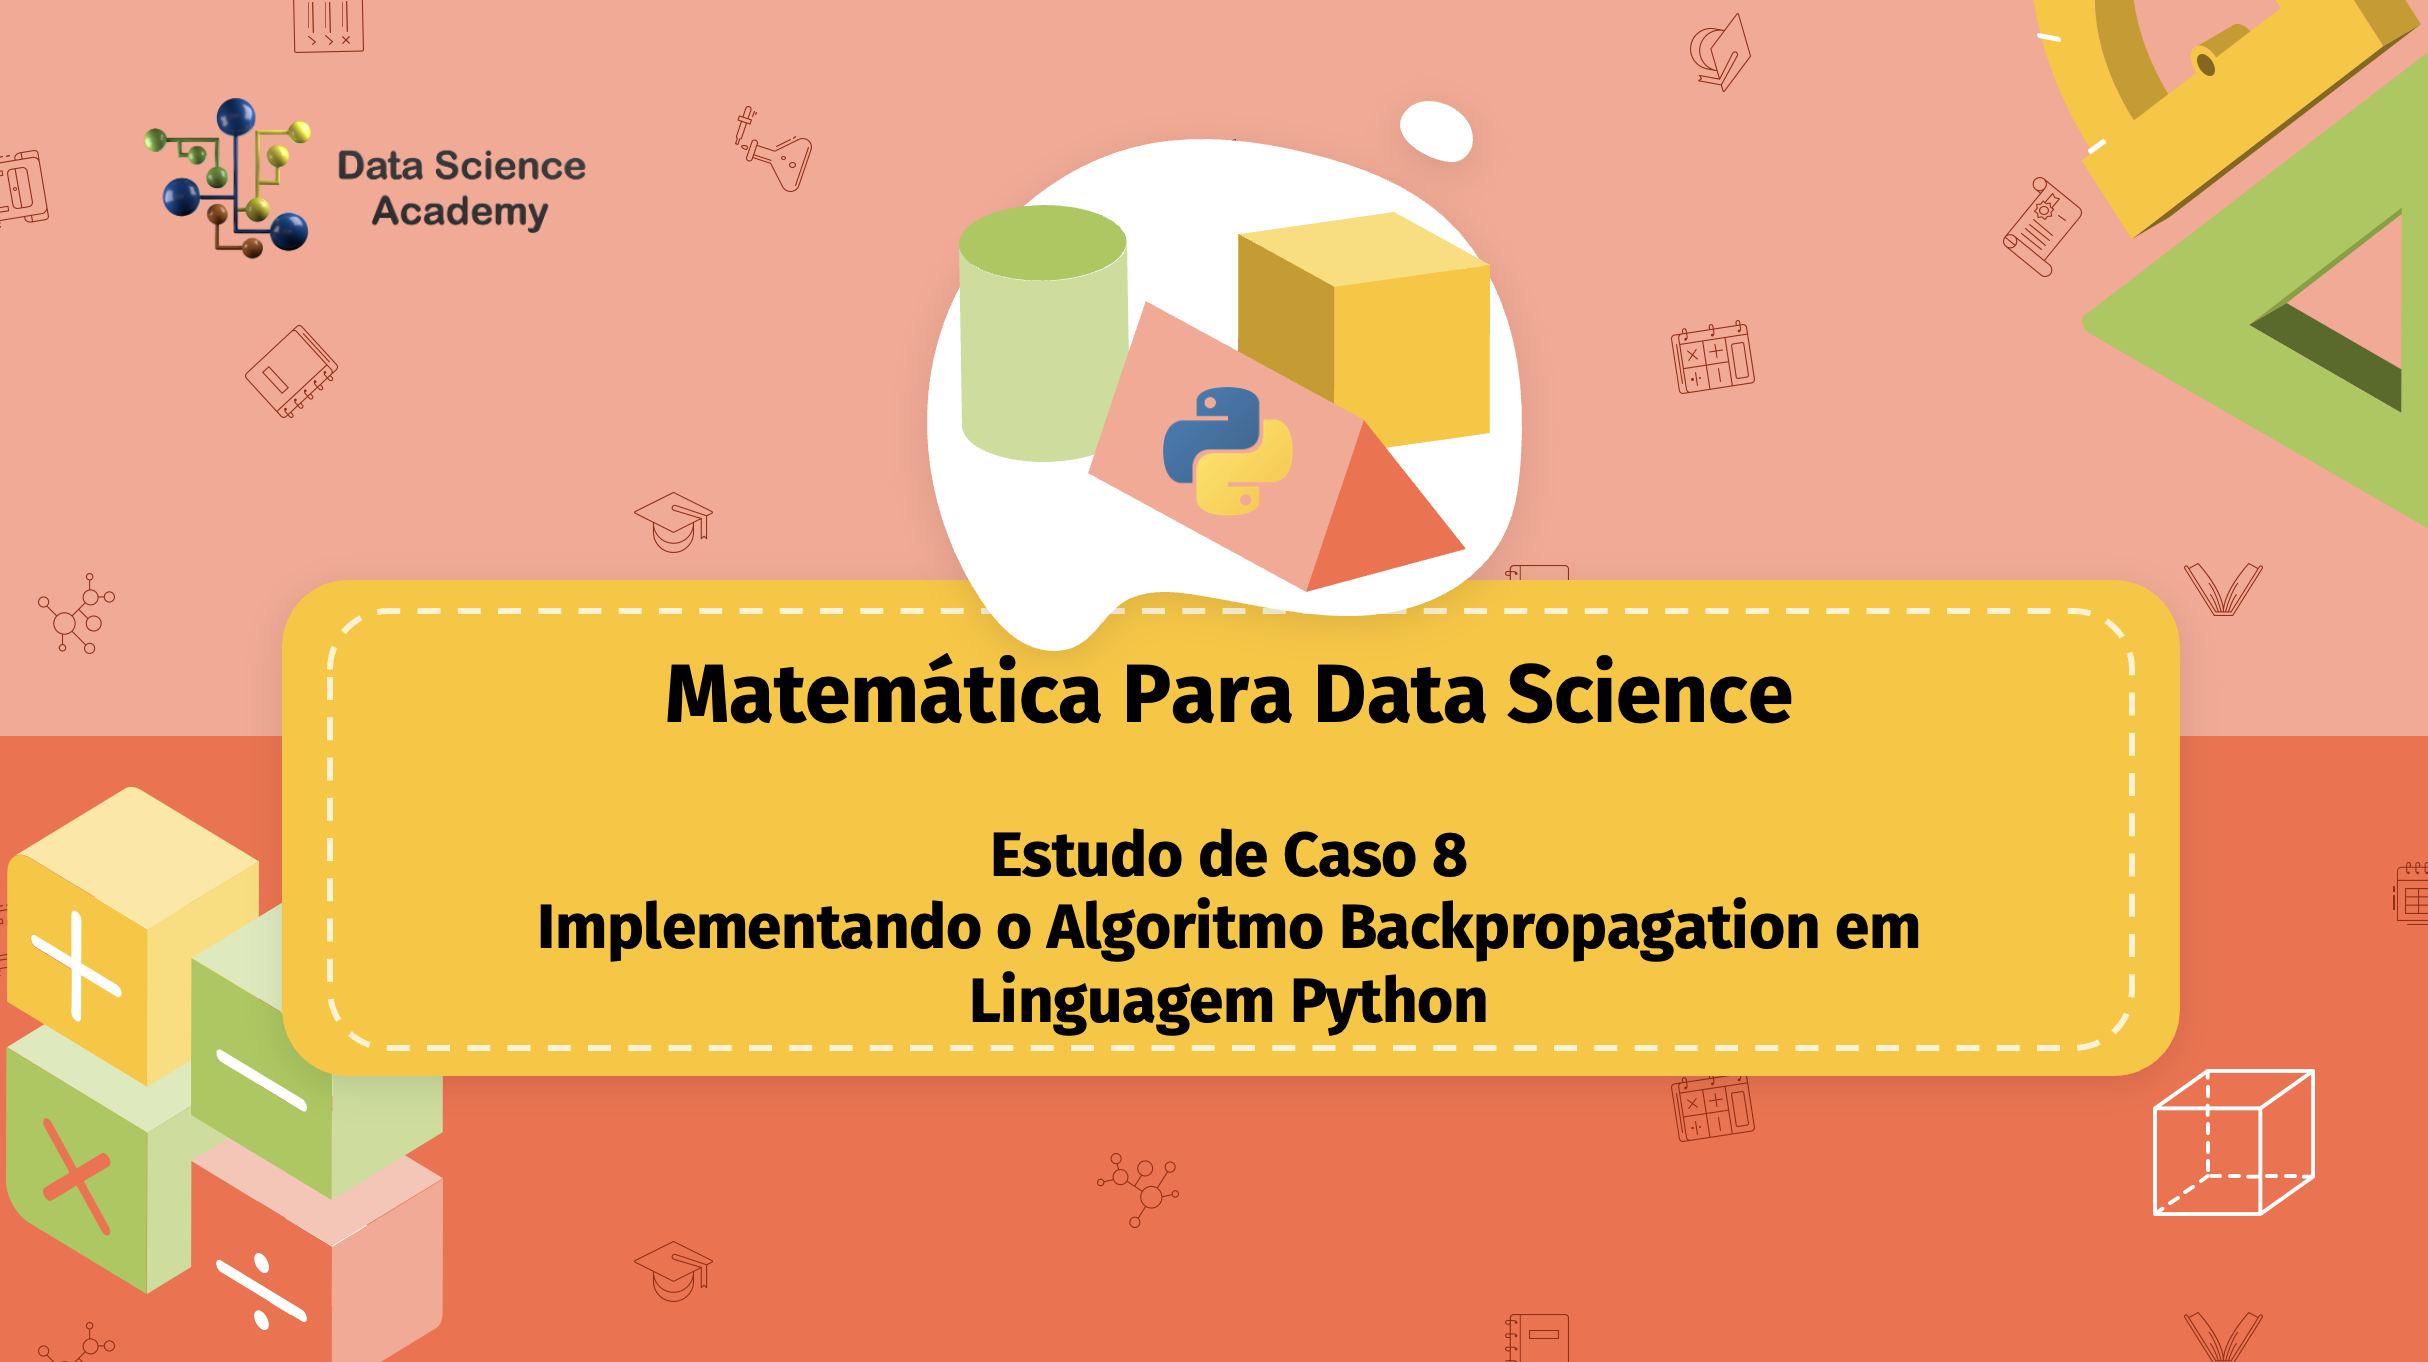 Data Science
Academy
Matemática Para Data Science
Estudo de Caso 8
Implementando o Algoritmo Backpropagation em
Linguagem Python